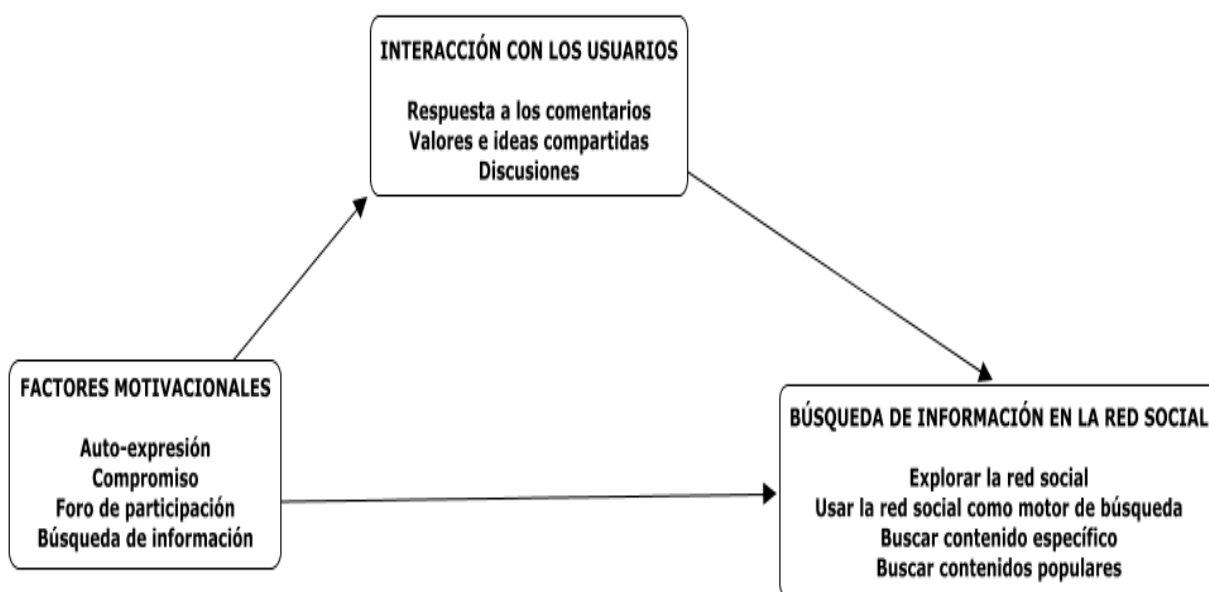 INTERACCIÓN CON LOS USUARIOS
Respuesta a los comentarios
Valores e ideas compartidas
Discusiones
FACTORES MOTIVACIONALES
Auto-expresión
Compromiso
Foro de participación
Búsqueda de información
BÚSQUEDA DE INFORMACIÓN EN LA RED SOCIAL
Explorar la red social
Usar la red social como motor de búsqueda
Buscar contenido específico
Buscar contenidos populares